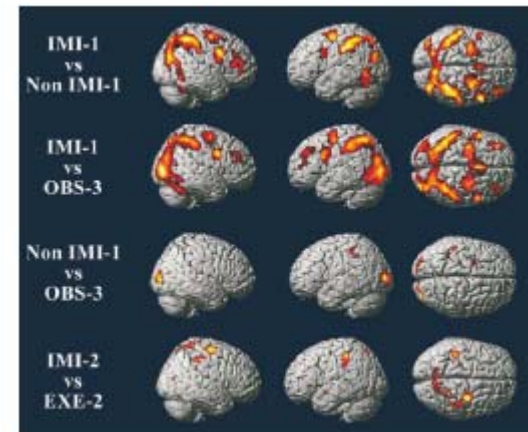 IMI-1
vs
Non IMI-1
IMI-1
vs
OBS-3
Non IMI-1
vs
OBS-3
IMI-2
vs
EXE-2